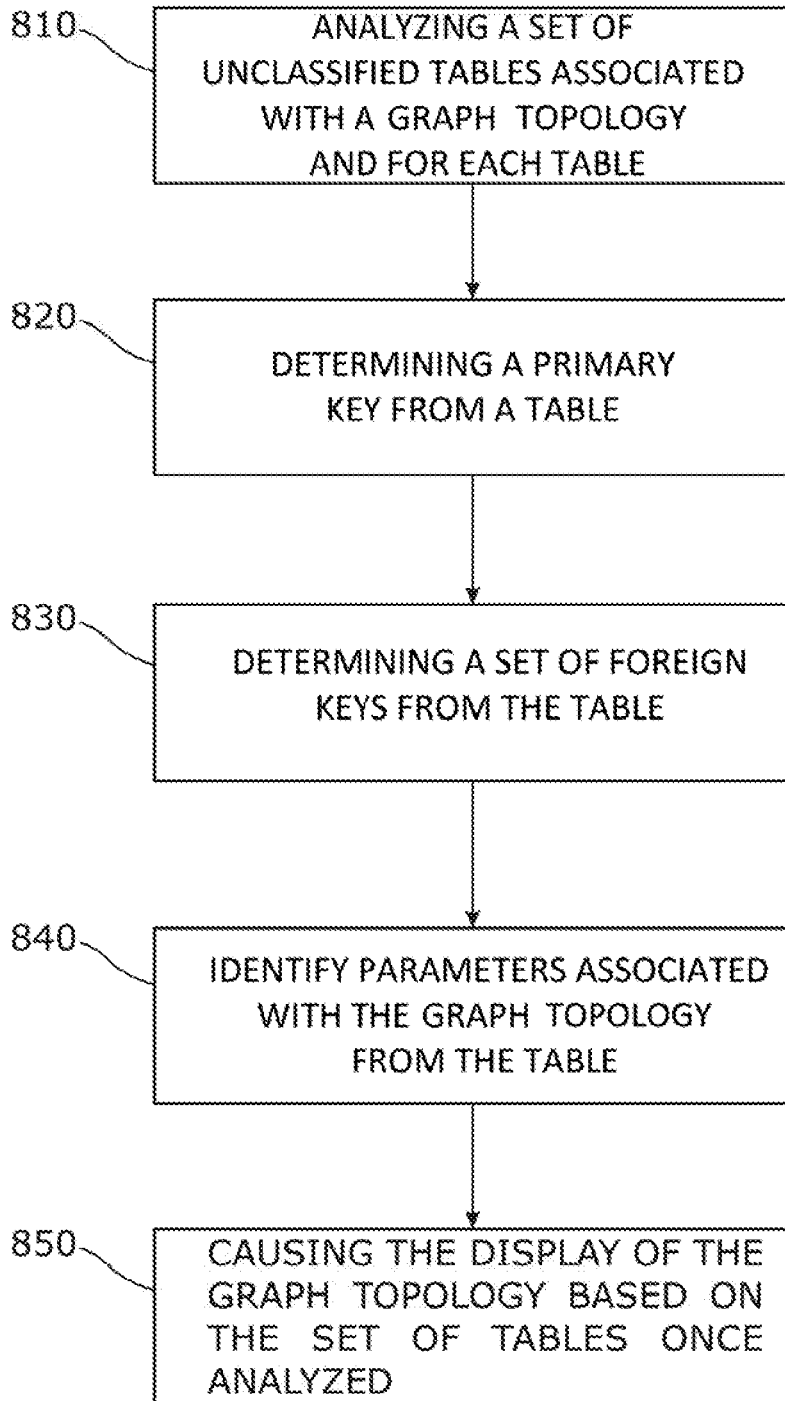 810
ANALYZING A SET OF
UNCLASSIFIED TABLES ASSOCIATED
WITH A GRAPH TOPOLOGY
AND FOR EACH TABLE
820
DETERMINING A PRIMARY
KEY FROM A TABLE
830
DETERMINING A SET OF FOREIGN
KEYS FROM THE TABLE
840
IDENTIFY PARAMETERS ASSOCIATED
WITH THE GRAPH TOPOLOGY
FROM THE TABLE
850
CAUSING THE DISPLAY OF THE
GRAPH TOPOLOGY BASED ON
THE SET OF TABLES ONCE
ANALYZED